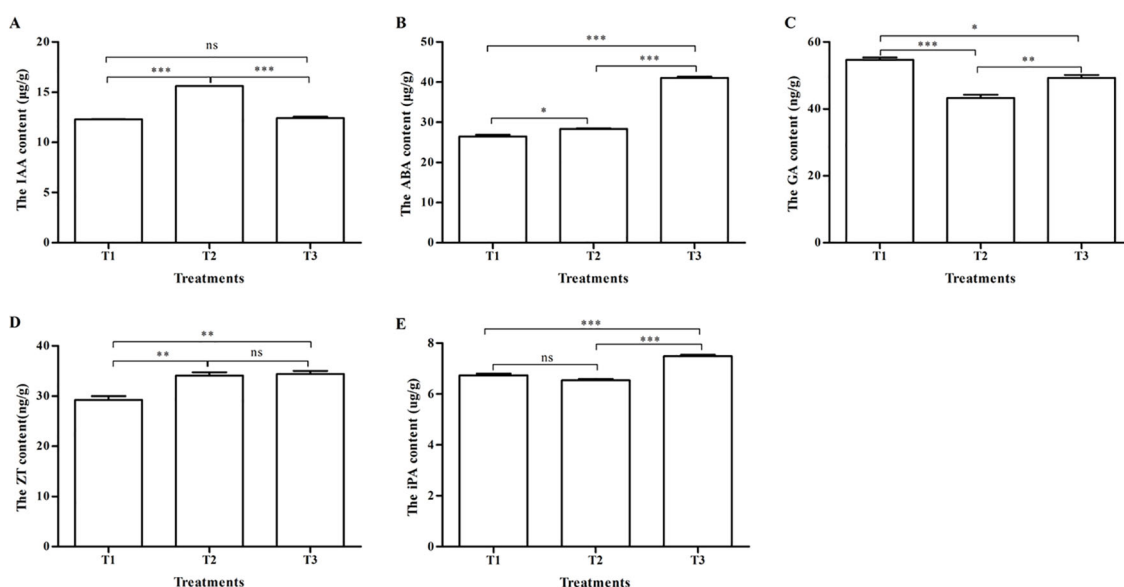 A
The IAA content (μg/g)
20
15
10
5
0
ns
***
***
T1
T2
T3
Treatments
B
The ABA content (μg/g)
50
40
30
20
10
0
***
***
*
T1
T2
T3
Treatments
C
The GA content (ng/g)
60
40
20
0
*
***
**
T1
T2
T3
Treatments
D
The ZT content(ng/g)
40
30
20
10
0
**
**
ns
T1
T2
T3
Treatments
E
The iPA content (ug/g)
8
6
4
2
0
***
***
ns
T1
T2
T3
Treatments